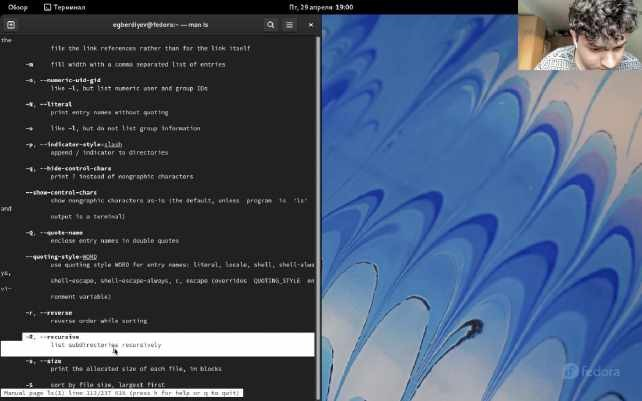 Обзор
Терминал
Пт, 29 апреля 19:00
egberdiyev@fedora:~ — man ls
the
file the link references rather than for the link itself
-m fill width with a comma separated list of entries
-n, --numeric-uid-gid
like -l, but list numeric user and group IDs
-N, --literal
print entry names without quoting
-o like -l, but do not list group information
-p, --indicator-style=slash
append / indicator to directories
-q, --hide-control-chars
print ? instead of nongraphic characters
--show-control-chars
show nongraphic characters as-is (the default, unless program is 'ls'
and
output is a terminal)
-Q, --quote-name
enclose entry names in double quotes
--quoting-style=WORD
use quoting style WORD for entry names: literal, locale, shell, shell-alwa
ys,
shell-escape, shell-escape-always, c, escape (overrides QUOTING_STYLE en
vi-
ronment variable)
-r, --reverse
reverse order while sorting
-R, --recursive
list subdirectories recursively
-s, --size
print the allocated size of each file, in blocks
-S sort by file size, largest first
Manual page ls(1) line (press h for help or q to quit)
fedora